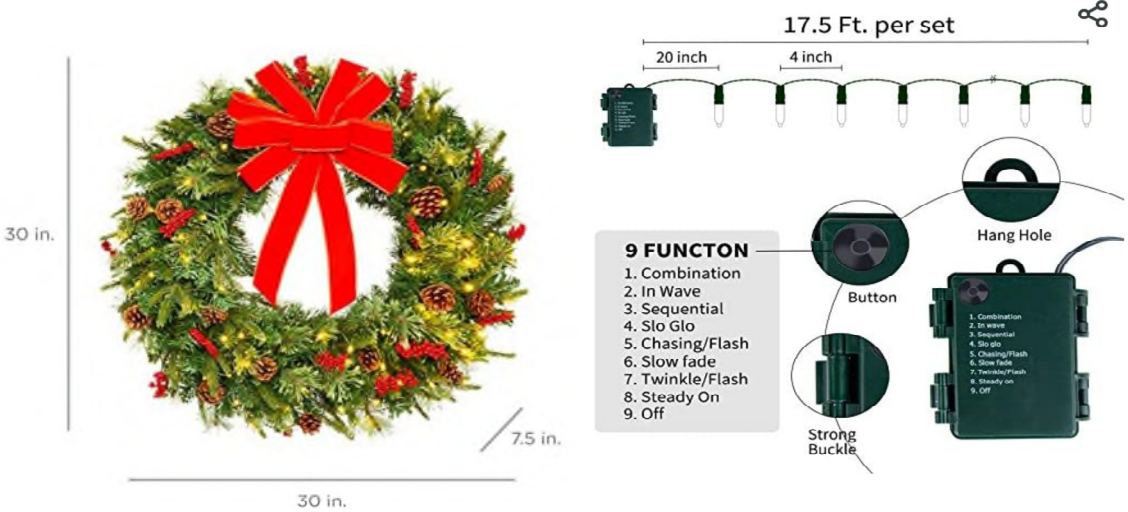 30 in.
7.5 in.
30 in.
17.5 Ft. per set
20 inch
4 inch
Hang Hole
9 FUNCTON
1. Combination
2. In Wave
3. Sequential
4. Slo Glo
5. Chasing/Flash
6. Slow fade
7. Twinkle/Flash
8. Steady On
9. Off
Button
Strong
Buckle
1. Combination
2. In wave
3. Sequential
4. Slo glo
5. Chasing/Flash
6. Slow fade
7. Twinkle/Flash
8. Steady on
9. Off